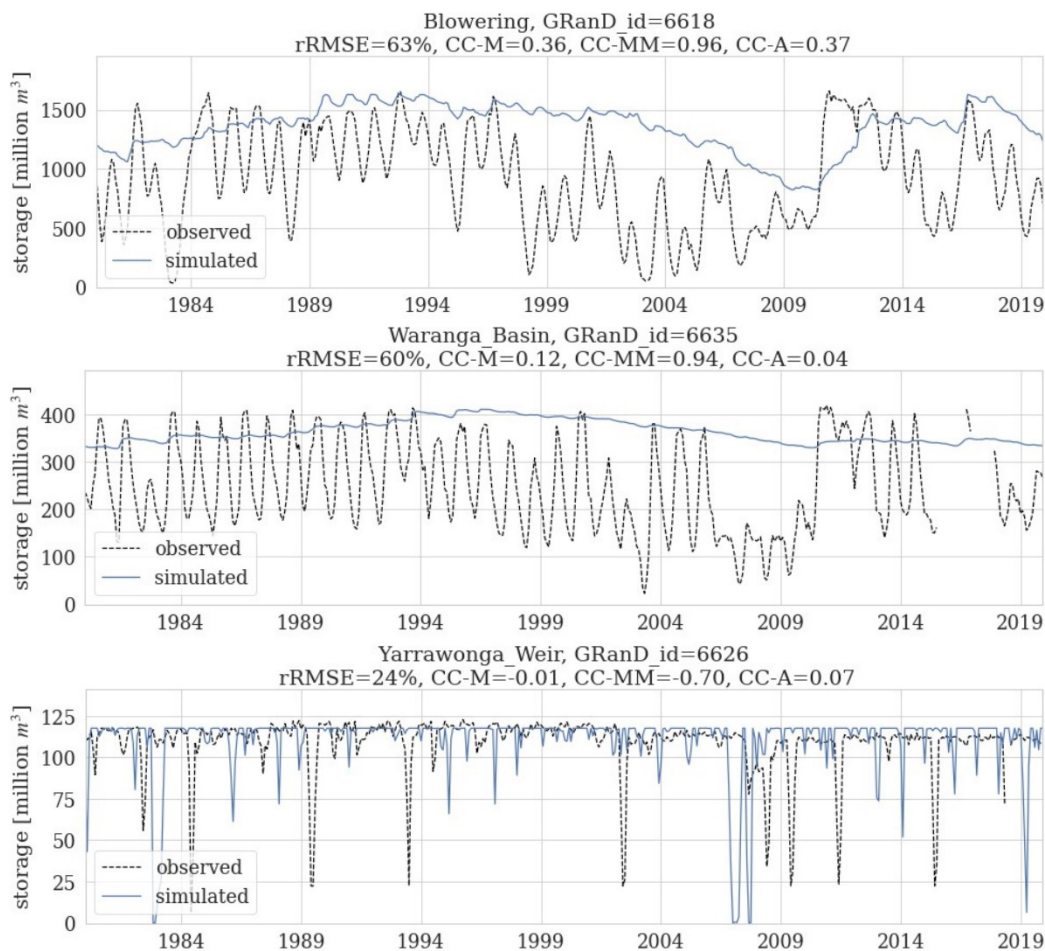 Blowering, GRanD_id=6618
rRMSE=63%, CC-M=0.36, CC-MM=0.96, CC-A=0.37
storage [million m³]
1500
1000
500
0
observed
simulated
1984 1989 1994 1999 2004 2009 2014 2019
Waranga_Basin, GRanD_id=6635
rRMSE=60%, CC-M=0.12, CC-MM=0.94, CC-A=0.04
storage [million m³]
400
300
200
100
0
observed
simulated
1984 1989 1994 1999 2004 2009 2014 2019
Yarrawonga_Weir, GRanD_id=6626
rRMSE=24%, CC-M=-0.01, CC-MM=-0.70, CC-A=0.07
storage [million m³]
125
100
75
50
25
0
observed
simulated
1984 1989 1994 1999 2004 2009 2014 2019